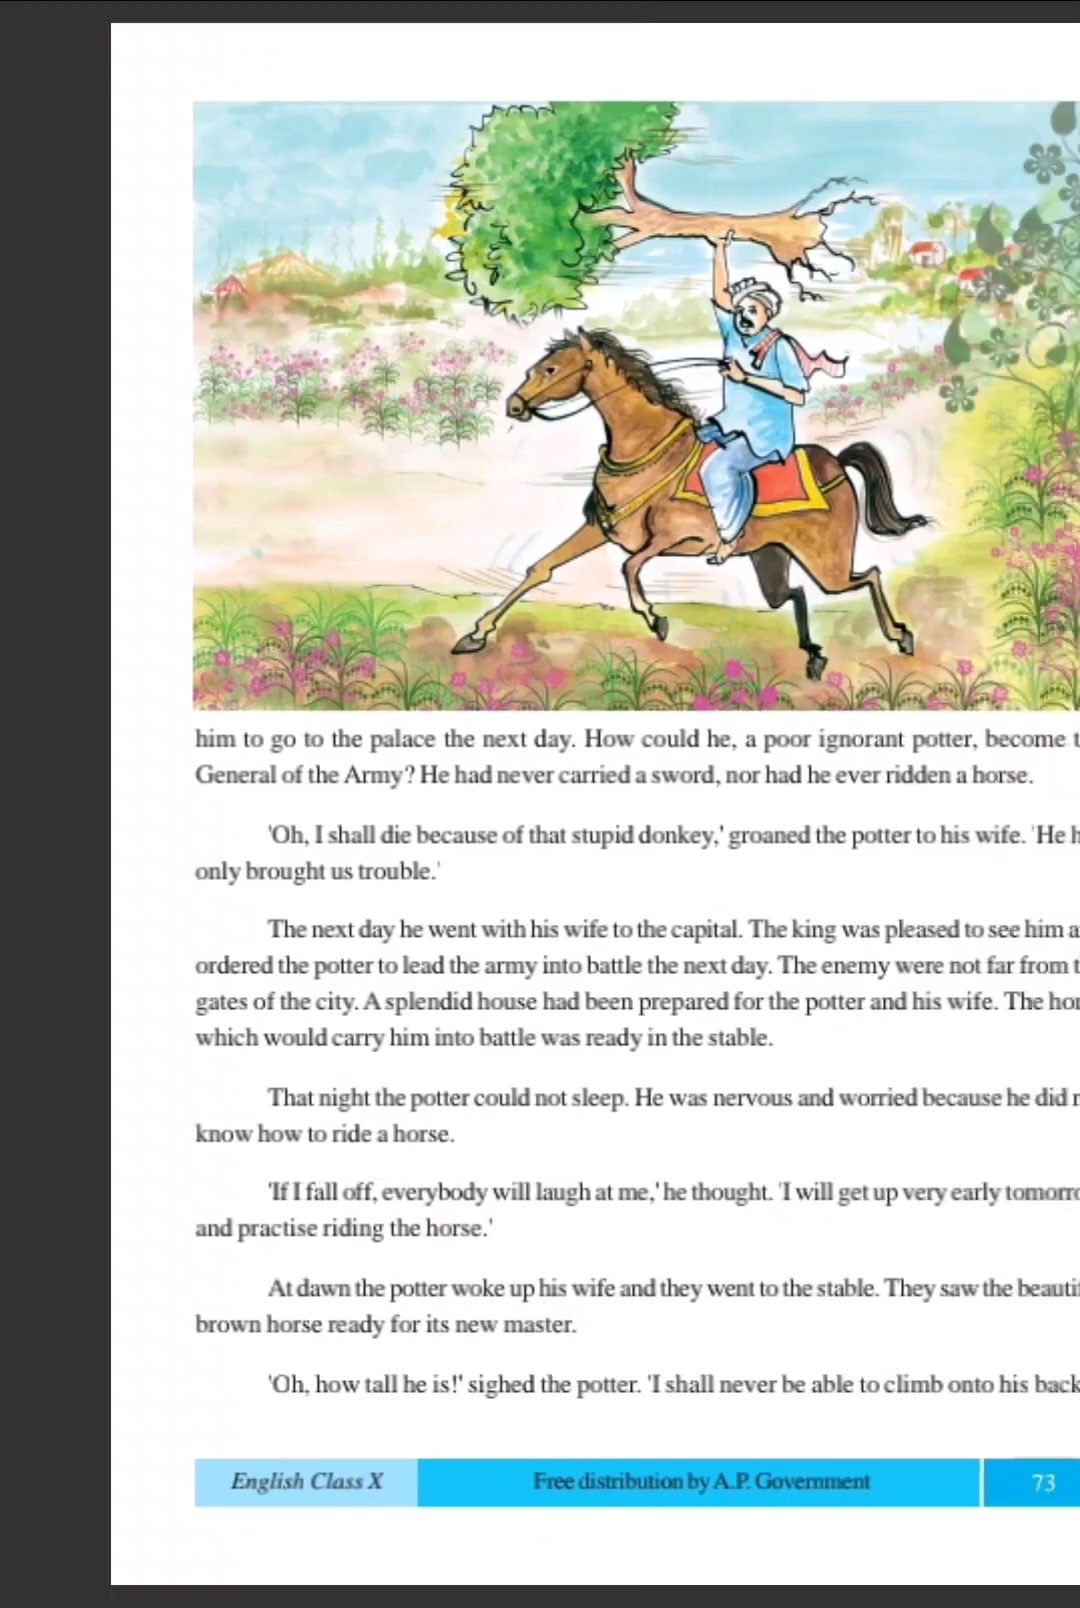 him to go to the palace the next day. How could he, a poor ignorant potter, become
General of the Army? He had never carried a sword, nor had he ever ridden a horse.
'Oh, I shall die because of that stupid donkey,' groaned the potter to his wife. 'He
only brought us trouble.'
The next day he went with his wife to the capital. The king was pleased to see him
ordered the potter to lead the army into battle the next day. The enemy were not far from
gates of the city. A splendid house had been prepared for the potter and his wife. The
which would carry him into battle was ready in the stable.
That night the potter could not sleep. He was nervous and worried because he did
know how to ride a horse.
'If I fall off, everybody will laugh at me,' he thought. 'I will get up very early
and practise riding the horse.'
At dawn the potter woke up his wife and they went to the stable. They saw the
brown horse ready for its new master.
'Oh, how tall he is!' sighed the potter. 'I shall never be able to climb onto his back
English Class X
Free distribution by A.P. Government
73